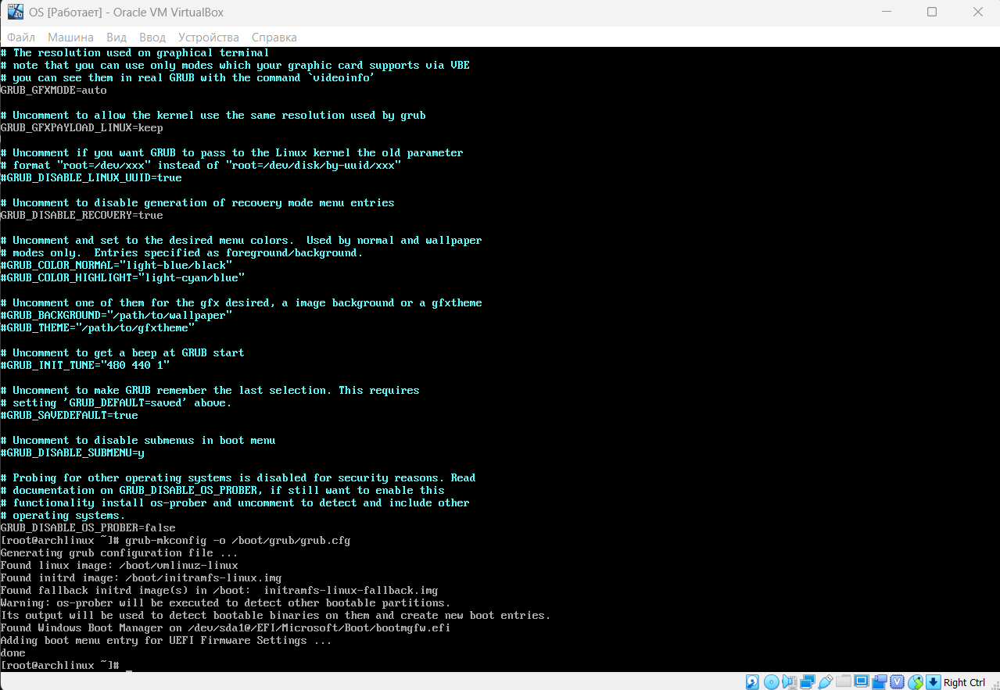 OS [Работает] - Oracle VM VirtualBox
Файл Машина Вид Ввод Устройства Справка
# The resolution used on graphical terminal
# note that you can use only modes which your graphic card supports via VBE
# you can see them in real GRUB with the command `videoinfo'
GRUB_GFXMODE=auto
# Uncomment to allow the kernel use the same resolution used by grub
GRUB_GFXPAYLOAD_LINUX=keep
# Uncomment if you want GRUB to pass to the Linux kernel the old parameter
# format "root=/dev/xxx" instead of "root=/dev/disk/by-uuid/xxx"
#GRUB_DISABLE_LINUX_UUID=true
# Uncomment to disable generation of recovery mode menu entries
GRUB_DISABLE_RECOVERY=true
# Uncomment and set to the desired menu colors.  Used by normal and wallpaper
# modes only.  Entries specified as foreground/background.
#GRUB_COLOR_NORMAL="light-blue/black"
#GRUB_COLOR_HIGHLIGHT="light-cyan/blue"
# Uncomment one of them for the gfx desired, a image background or a gfxtheme
#GRUB_BACKGROUND="/path/to/wallpaper"
#GRUB_THEME="/path/to/gfxtheme"
# Uncomment to get a beep at GRUB start
#GRUB_INIT_TUNE="480 440 1"
# Uncomment to make GRUB remember the last selection. This requires
# setting 'GRUB_DEFAULT=saved' above.
#GRUB_SAVEDEFAULT=true
# Uncomment to disable submenus in boot menu
#GRUB_DISABLE_SUBMENU=y
# Probing for other operating systems is disabled for security reasons. Read
# documentation on GRUB_DISABLE_OS_PROBER, if still want to enable this
# functionality install os-prober and uncomment to detect and include other
# operating systems.
GRUB_DISABLE_OS_PROBER=false
[root@archlinux ~]# grub-mkconfig -o /boot/grub/grub.cfg
Generating grub configuration file ...
Found linux image: /boot/vmlinuz-linux
Found initrd image: /boot/initramfs-linux.img
Found fallback initrd image(s) in /boot:  initramfs-linux-fallback.img
Warning: os-prober will be executed to detect other bootable partitions.
Its output will be used to detect bootable binaries on them and create new boot entries.
Found Windows Boot Manager on /dev/sda1@/EFI/Microsoft/Boot/bootmgfw.efi
Adding boot menu entry for UEFI Firmware Settings ...
done
[root@archlinux ~]# _
Right Ctrl